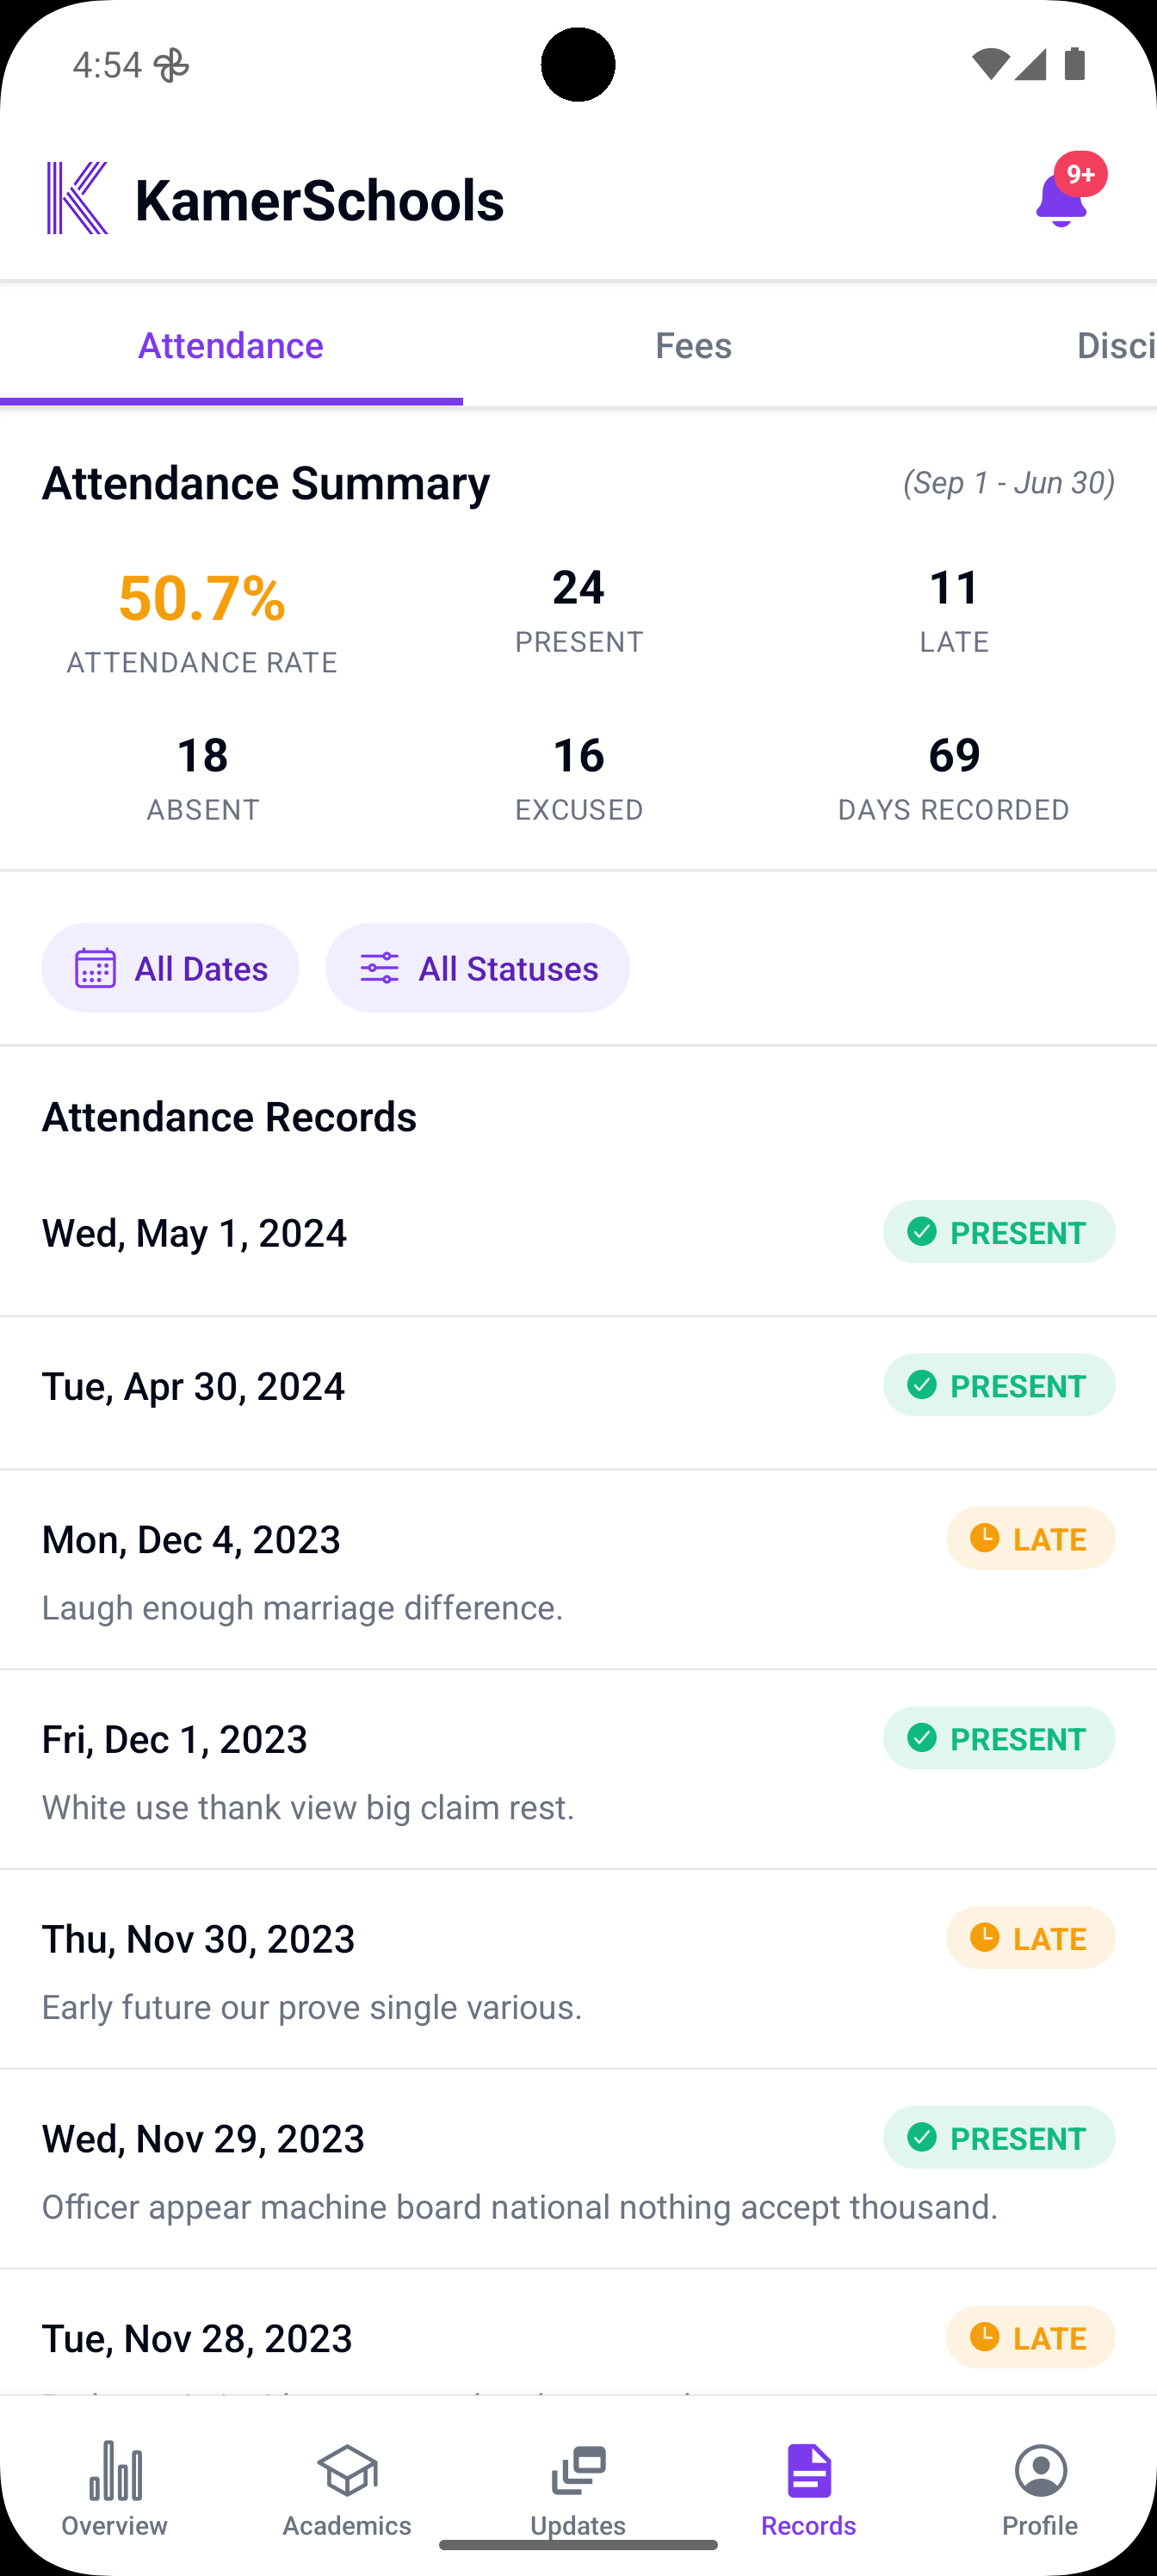 4:54
KamerSchools
9+
Attendance
Fees
Disci
Attendance Summary
(Sep 1 - Jun 30)
50.7%
ATTENDANCE RATE
24
PRESENT
11
LATE
18
ABSENT
16
EXCUSED
69
DAYS RECORDED
All Dates
All Statuses
Attendance Records
Wed, May 1, 2024
PRESENT
Tue, Apr 30, 2024
PRESENT
Mon, Dec 4, 2023
LATE
Laugh enough marriage difference.
Fri, Dec 1, 2023
PRESENT
White use thank view big claim rest.
Thu, Nov 30, 2023
LATE
Early future our prove single various.
Wed, Nov 29, 2023
PRESENT
Officer appear machine board national nothing accept thousand.
Tue, Nov 28, 2023
LATE
Overview
Academics
Updates
Records
Profile